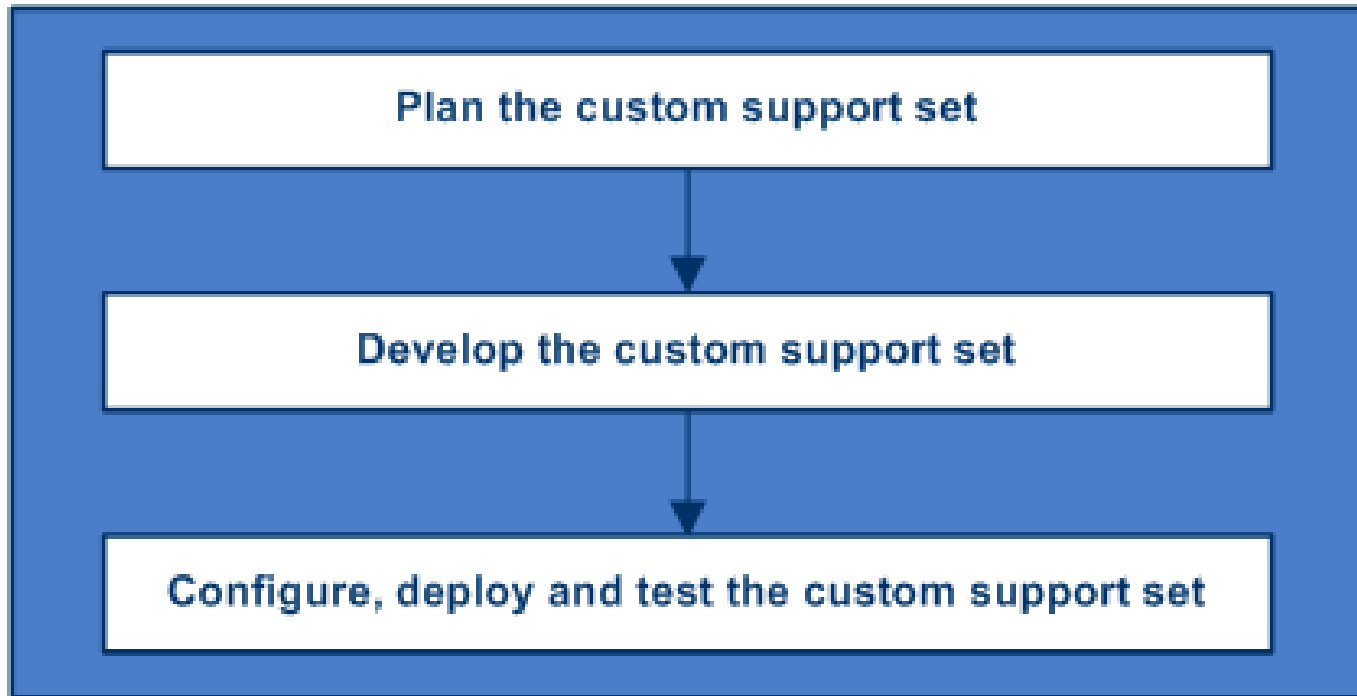 Plan the custom support set
Develop the custom support set
Configure, deploy and test the custom support set